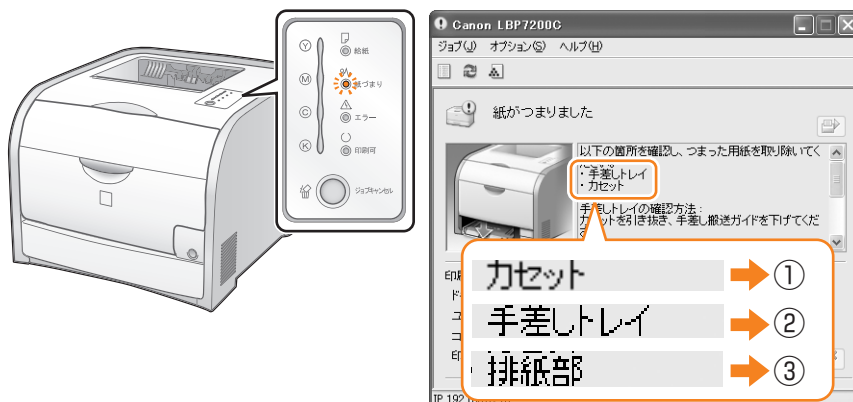 Y
給紙
M
紙づまり
C
エラー
K
印刷可
ジョブキャンセル
Canon LBP7200C
ジョブ(J) オプション(S) ヘルプ(H)
紙がつまりました
以下の箇所を確認し、つまった用紙を取り除いてく
・手差しトレイ
・カセット
手差しトレイの確認方法：
カセットを引き抜き、手差し搬送ガイドを下げてくだ
カセット ①
手差しトレイ ②
排紙部 ③
IP 192